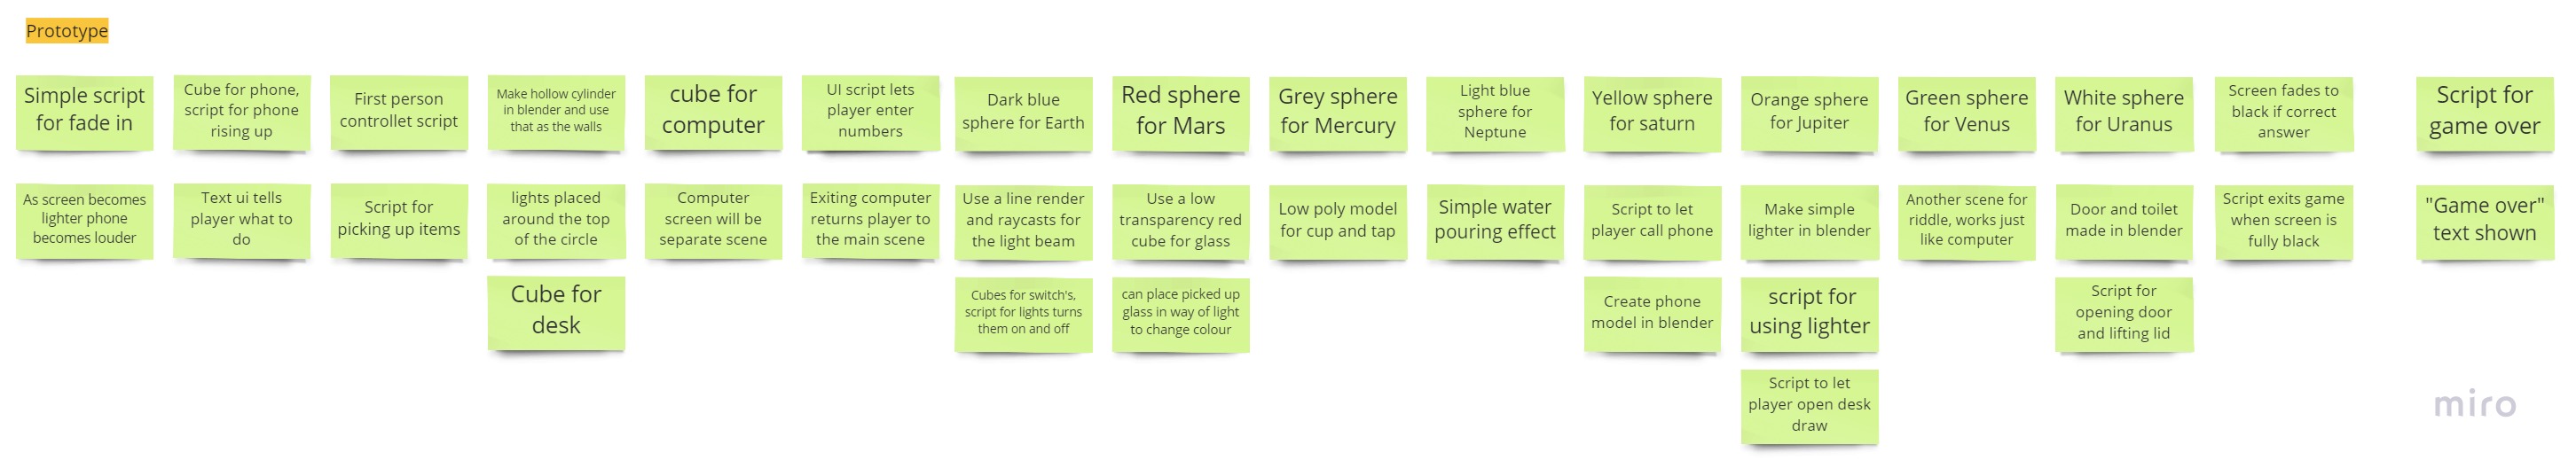 Prototype
Simple script
for fade in
Cube for phone,
script for phone
rising up
First person
controllet script
Make hollow cylinder
in blender and use
that as the walls
cube for
computer
UI script lets
player enter
numbers
Dark blue
sphere for Earth
Red sphere
for Mars
Grey sphere
for Mercury
Light blue
sphere for
Neptune
Yellow sphere
for saturn
Orange sphere
for Jupiter
Green sphere
for Venus
White sphere
for Uranus
Screen fades to
black if correct
answer
Script for
game over
As screen becomes
lighter phone
becomes louder
Text ui tells
player what to
do
Script for
picking up items
lights placed
around the top
of the circle
Computer
screen will be
separate scene
Exiting computer
returns player to
the main scene
Use a line render
and raycasts for
the light beam
Use a low
transparency red
cube for glass
Low poly model
for cup and tap
Simple water
pouring effect
Script to let
player call phone
Make simple
lighter in blender
Another scene for
riddle, works just
like computer
Door and toilet
made in blender
Script exits game
when screen is
fully black
"Game over"
text shown
Cube for
desk
Cubes for switch's,
script for lights turns
them on and off
can place picked up
glass in way of light
to change colour
Create phone
model in blender
script for
using lighter
Script for
opening door
and lifting lid
Script to let
player open desk
draw
miro